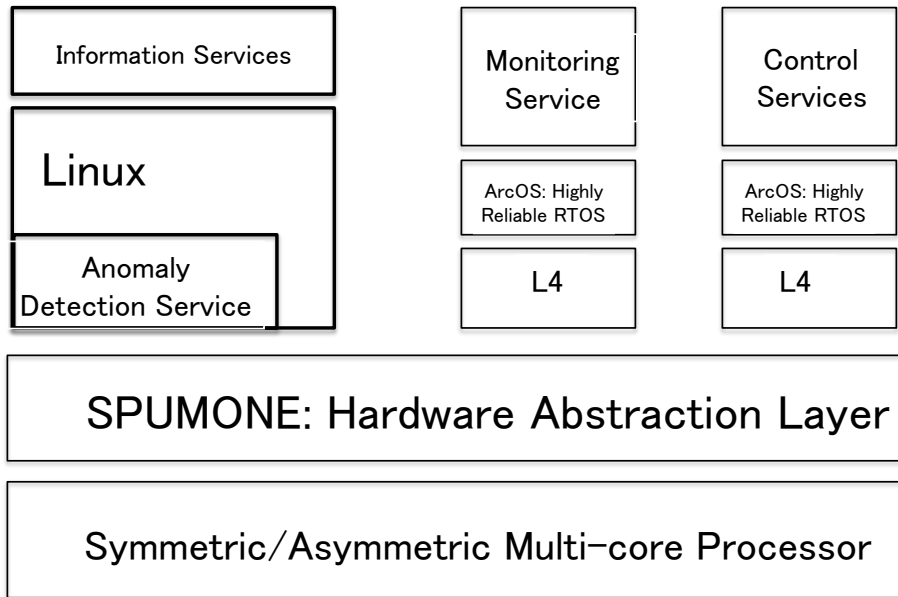 Information Services
Linux
Anomaly
Detection Service
Monitoring
Service
ArcOS: Highly
Reliable RTOS
L4
Control
Services
ArcOS: Highly
Reliable RTOS
L4
SPUMONE: Hardware Abstraction Layer
Symmetric/Asymmetric Multi-core Processor